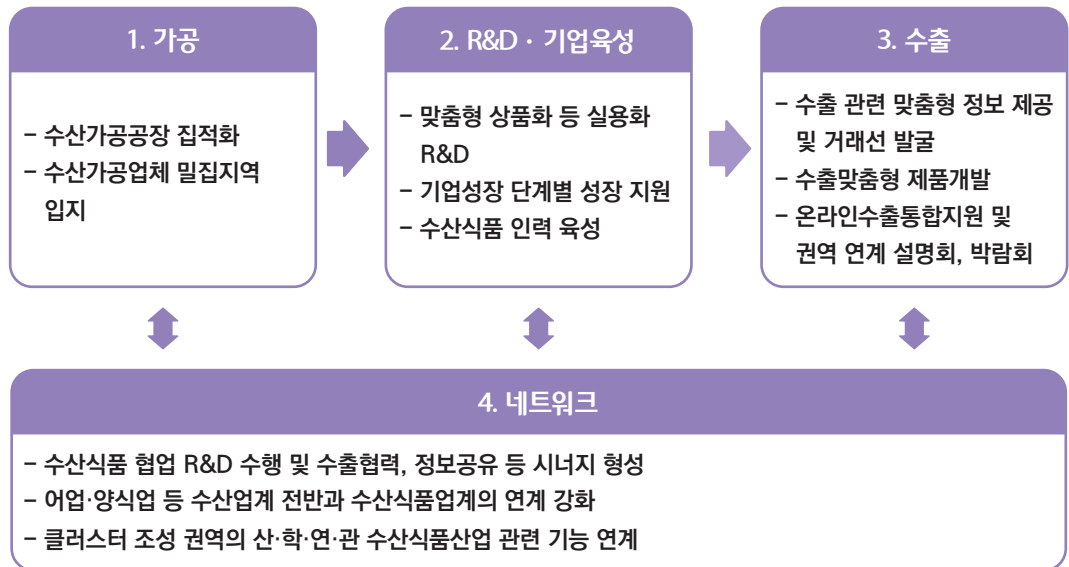 1. 가공
- 수산가공공장 집적화
- 수산가공업체 밀집지역
입지
2. R&D · 기업육성
- 맞춤형 상품화 등 실용화
R&D
- 기업성장 단계별 성장 지원
- 수산식품 인력 육성
3. 수출
- 수출 관련 맞춤형 정보 제공
및 거래선 발굴
- 수출맞춤형 제품개발
- 온라인수출통합지원 및
권역 연계 설명회, 박람회
4. 네트워크
- 수산식품 협업 R&D 수행 및 수출협력, 정보공유 등 시너지 형성
- 어업·양식업 등 수산업계 전반과 수산식품업계의 연계 강화
- 클러스터 조성 권역의 산·학·연·관 수산식품산업 관련 기능 연계